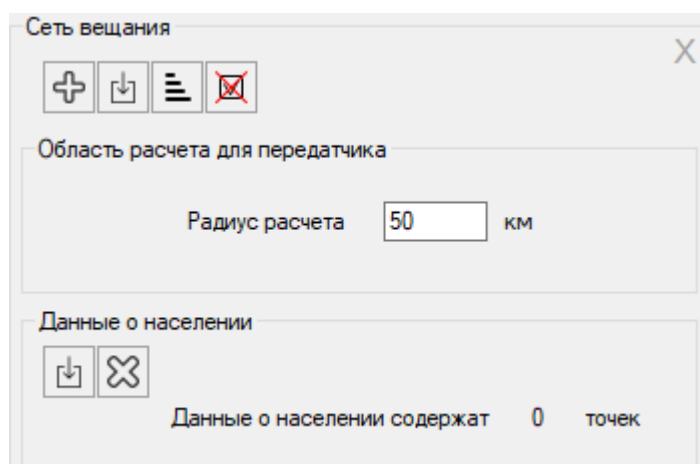 Сеть вещания
X
Область расчета для передатчика
Радиус расчета 50 км
Данные о населении
Данные о населении содержат 0 точек